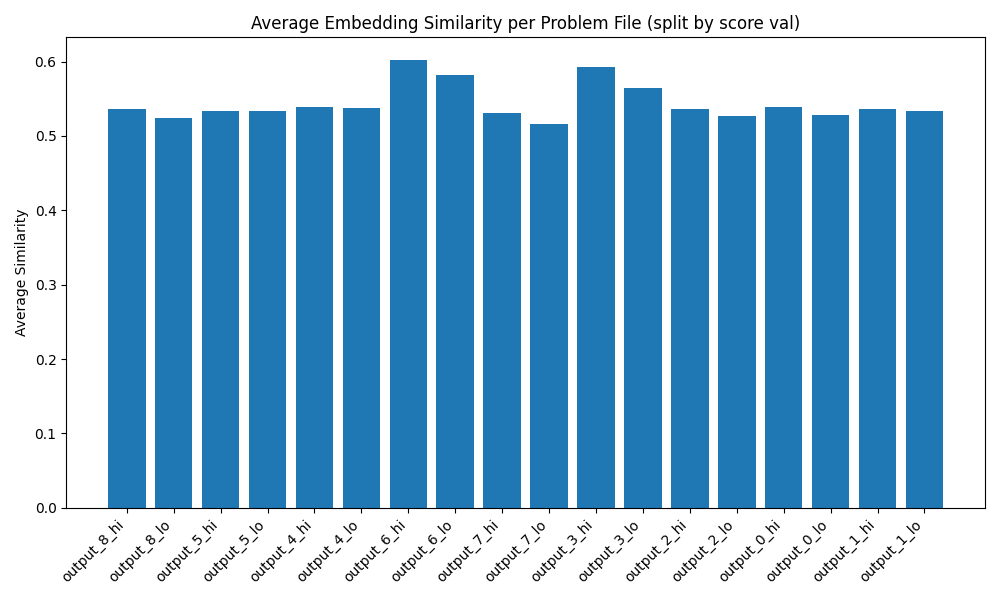 Average Embedding Similarity per Problem File (split by score val)
Average Similarity
0.6
0.5
0.4
0.3
0.2
0.1
0.0
output_8_hi
output_8_lo
output_5_hi
output_5_lo
output_4_hi
output_4_lo
output_6_hi
output_6_lo
output_7_hi
output_7_lo
output_3_hi
output_3_lo
output_2_hi
output_2_lo
output_0_hi
output_0_lo
output_1_hi
output_1_lo